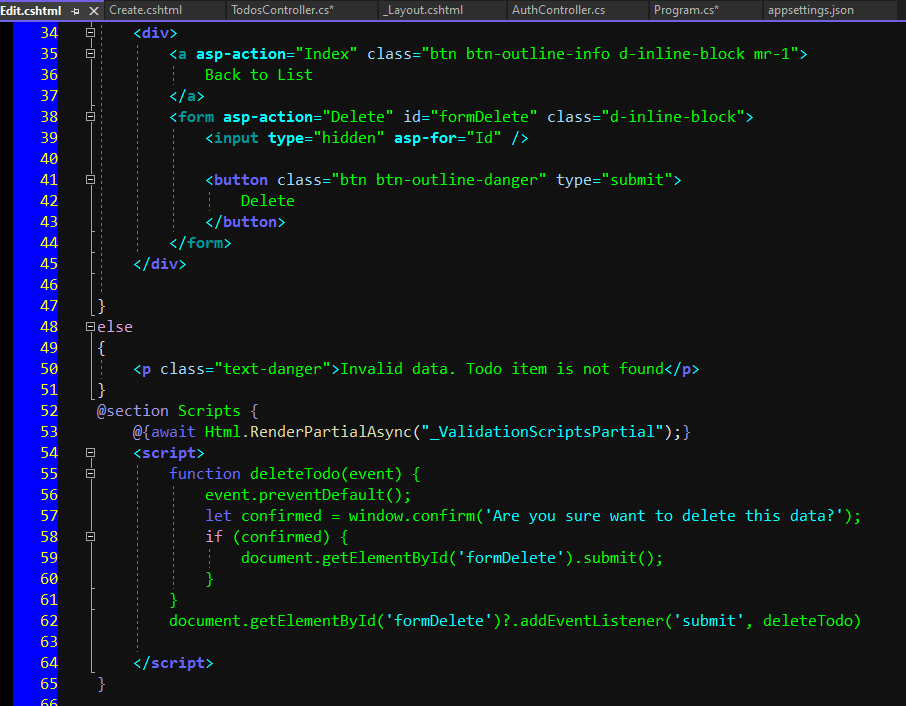 Edit.cshtml Create.cshtml TodosController.cs* _Layout.cshtml AuthController.cs Program.cs* appsettings.json
34 <div>
35 <a asp-action="Index" class="btn btn-outline-info d-inline-block mr-1">
36 Back to List
37 </a>
38 <form asp-action="Delete" id="formDelete" class="d-inline-block">
39 <input type="hidden" asp-for="Id" />
40
41 <button class="btn btn-outline-danger" type="submit">
42 Delete
43 </button>
44 </form>
45 </div>
46
47 }
48 else
49 {
50 <p class="text-danger">Invalid data. Todo item is not found</p>
51 }
52 @section Scripts {
53 @{await Html.RenderPartialAsync("_ValidationScriptsPartial");}
54 <script>
55 function deleteTodo(event) {
56 event.preventDefault();
57 let confirmed = window.confirm('Are you sure want to delete this data?');
58 if (confirmed) {
59 document.getElementById('formDelete').submit();
60 }
61 }
62 document.getElementById('formDelete')?.addEventListener('submit', deleteTodo)
63
64 </script>
65 }
66